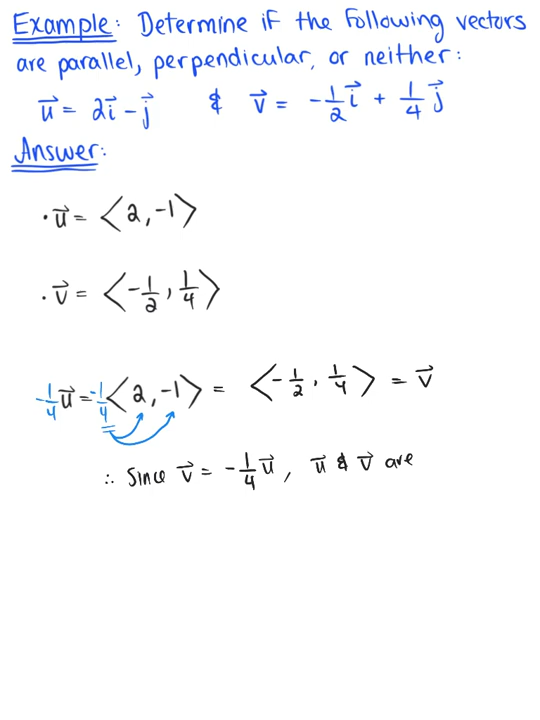 Example: Determine if the following vectors
are parallel, perpendicular, or neither:
u⃗ = 2i⃗ - j⃗ & v⃗ = -1/2 i⃗ + 1/4 j⃗
Answer:
· u⃗ = ⟨2, -1⟩
· v⃗ = ⟨-1/2, 1/4⟩
-1/4 u⃗ = -1/4 ⟨2, -1⟩ = ⟨-1/2, 1/4⟩ = v⃗
∴ Since v⃗ = -1/4 u⃗, u⃗ & v⃗ are